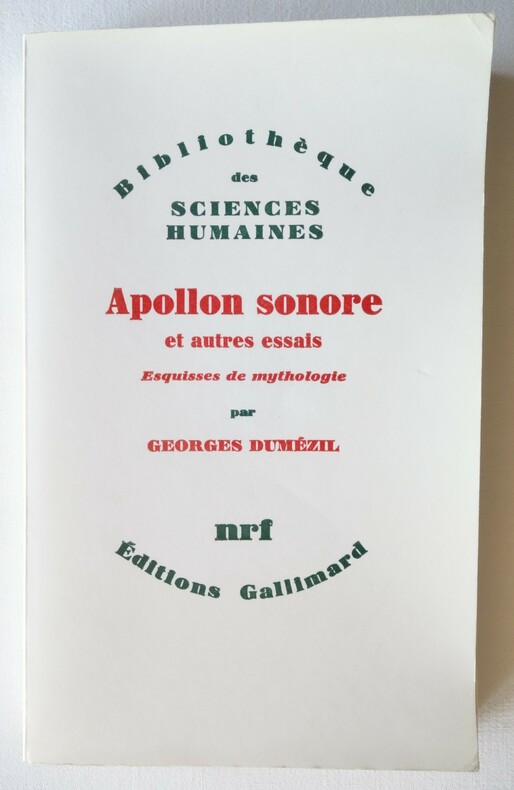 Bibliothèque
des
SCIENCES
HUMAINES
Apollon sonore
et autres essais
Esquisses de mythologie
par
GEORGES DUMÉZIL
nrf
Éditions Gallimard